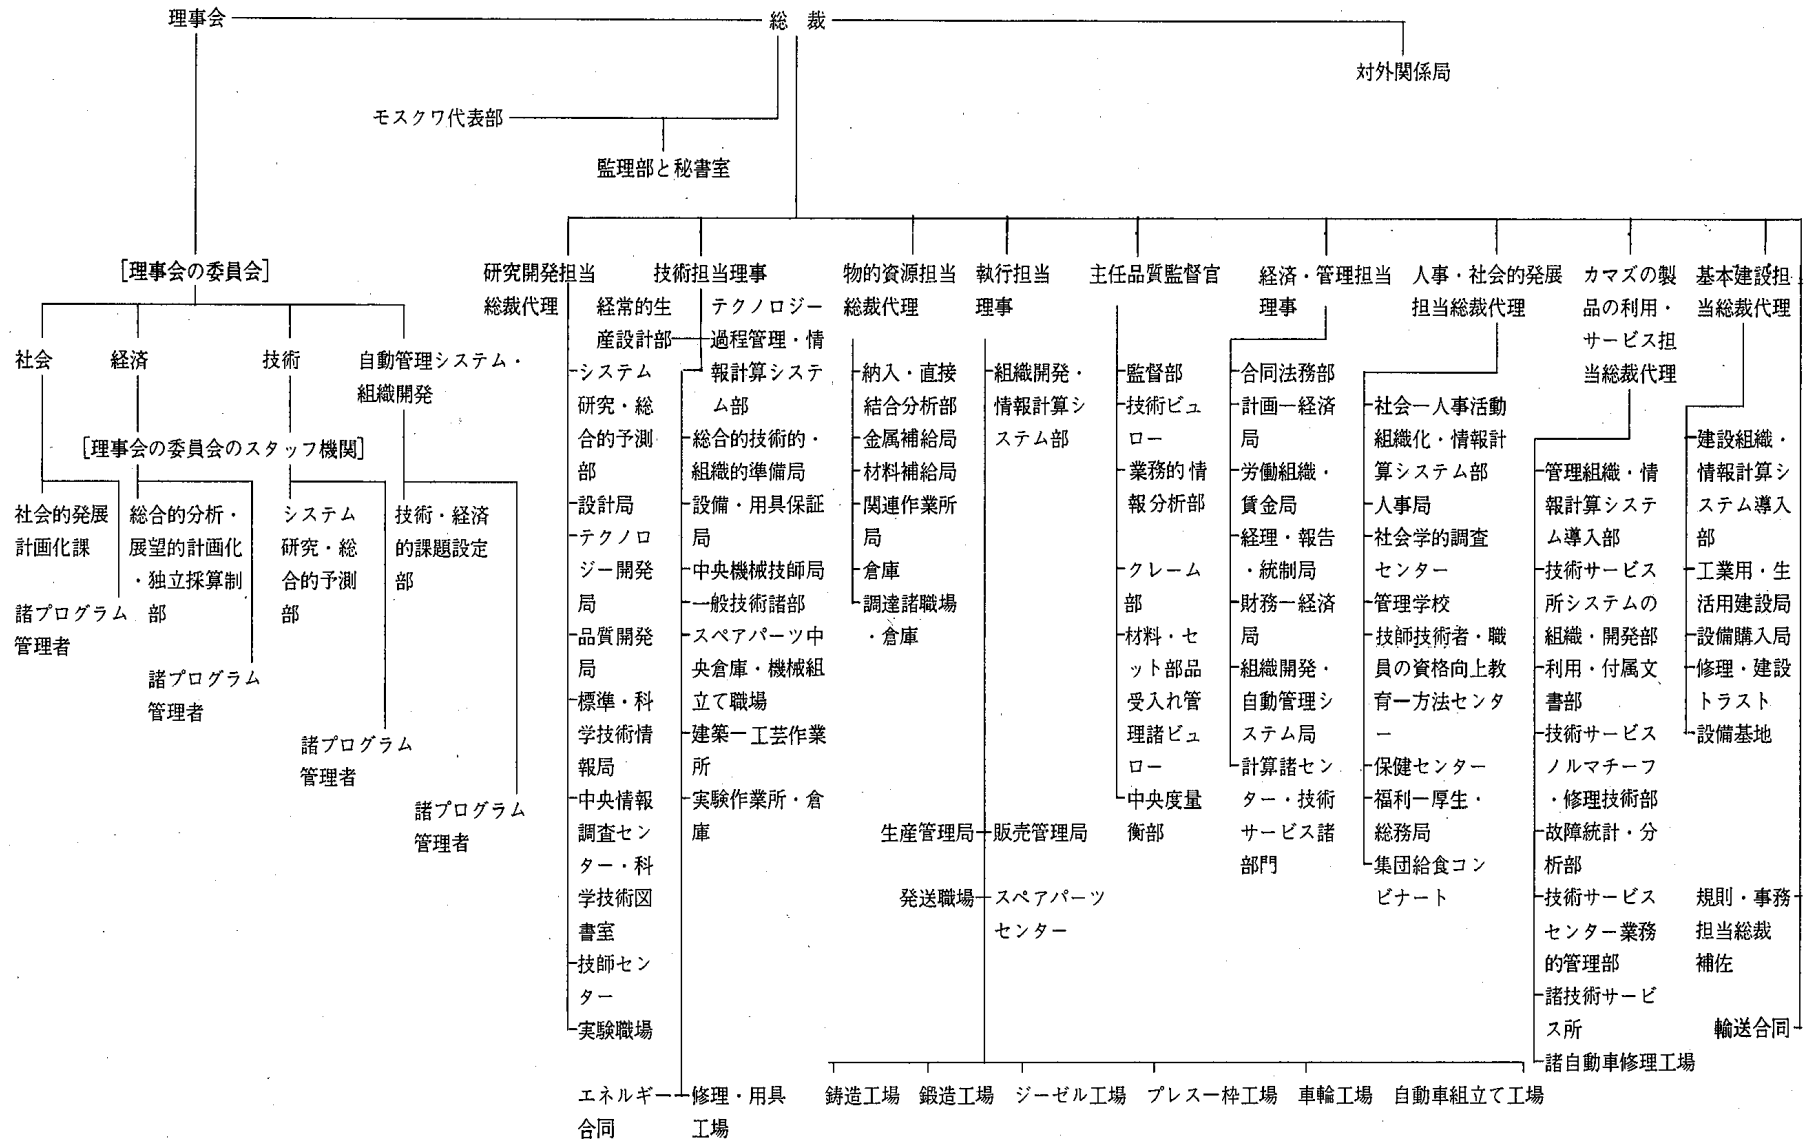 理事会
総裁
対外関係局
モスクワ代表部
監理部と秘書室
[理事会の委員会]
社会
経済
技術
自動管理システム・
組織開発
[理事会の委員会のスタッフ機関]
社会的発展
計画化課
諸プログラム
管理者
総合的分析・
展望的計画化
・独立採算制
部
諸プログラム
管理者
システム
研究・総
合的予測
部
諸プログラム
管理者
技術・経済
的課題設定
部
諸プログラム
管理者
研究開発担当
総裁代理
システム
研究・総
合的予測
部
設計局
テクノロ
ジー開発
局
品質開発
局
標準・科
学技術情
報局
中央情報
調査セン
ター・科
学技術図
書室
技師セン
ター
実験職場
技術担当理事
経常的生
産設計部
テクノロジー
過程管理・情
報計算システ
ム部
総合的技術的・
組織的準備局
設備・用具保証
局
中央機械技師局
一般技術諸部
スペアパーツ中
央倉庫・機械組
立て職場
建築ー工芸作業
所
実験作業所・倉
庫
エネルギー
合同
修理・用具
工場
物的資源担当
総裁代理
納入・直接
結合分析部
金属補給局
材料補給局
関連作業所
局
倉庫
調達諸職場
・倉庫
執行担当
理事
組織開発・
情報計算シ
ステム部
生産管理局
販売管理局
発送職場
スペアパーツ
センター
鋳造工場
鍛造工場
ジーゼル工場
プレスー枠工場
車輪工場
自動車組立て工場
主任品質監督官
監督部
技術ビュ
ロー
業務的情
報分析部
クレーム
部
材料・セ
ット部品
受入れ管
理諸ビュ
ロー
中央度量
衡部
経済・管理担当
理事
合同法務部
計画ー経済
局
労働組織・
賃金局
経理・報告
・統制局
財務ー経済
局
組織開発・
自動管理シ
ステム局
計算諸セン
ター・技術
サービス諸
部門
人事・社会的発展
担当総裁代理
社会ー人事活動
組織化・情報計
算システム部
人事局
社会学的調査
センター
管理学校
技師技術者・職
員の資格向上教
育ー方法センタ
ー
保健センター
福利ー厚生・
総務局
集団給食コン
ビナート
カマズの製
品の利用・
サービス担
当総裁代理
管理組織・情
報計算システ
ム導入部
技術サービス
所システムの
組織・開発部
利用・付属文
書部
技術サービス
ノルマチーフ
・修理技術部
故障統計・分
析部
技術サービス
センター業務
的管理部
諸技術サービ
ス所
諸自動車修理工場
基本建設担
当総裁代理
建設組織・
情報計算シ
ステム導入
部
工業用・生
活用建設局
設備購入局
修理・建設
トラスト
設備基地
規則・事務
担当総裁
補佐
輸送合同